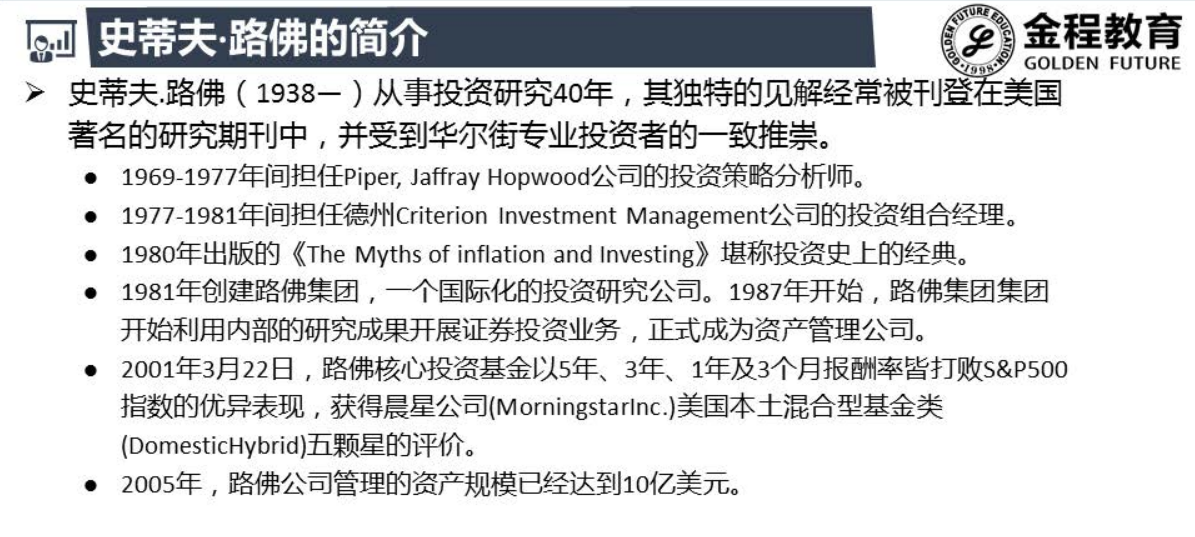 史蒂夫·路佛的简介
GOLDEN FUTURE EDUCATION
·1998·
金程教育
GOLDEN FUTURE
➢ 史蒂夫.路佛（1938—）从事投资研究40年，其独特的见解经常被刊登在美国
著名的研究期刊中，并受到华尔街专业投资者的一致推崇。
● 1969-1977年间担任Piper, Jaffray Hopwood公司的投资策略分析师。
● 1977-1981年间担任德州Criterion Investment Management公司的投资组合经理。
● 1980年出版的《The Myths of inflation and Investing》堪称投资史上的经典。
● 1981年创建路佛集团，一个国际化的投资研究公司。1987年开始，路佛集团集团
开始利用内部的研究成果开展证券投资业务，正式成为资产管理公司。
● 2001年3月22日，路佛核心投资基金以5年、3年、1年及3个月报酬率皆打败S&P500
指数的优异表现，获得晨星公司(MorningstarInc.)美国本土混合型基金类
(DomesticHybrid)五颗星的评价。
● 2005年，路佛公司管理的资产规模已经达到10亿美元。